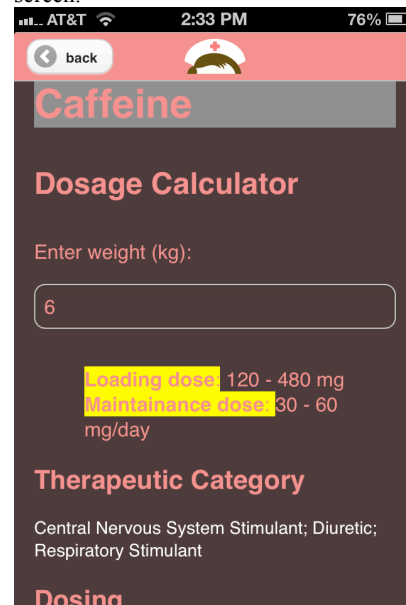 screen.
AT&T 2:33 PM 76%
back
Caffeine
Dosage Calculator
Enter weight (kg):
6
Loading dose: 120 - 480 mg
Maintainance dose: 30 - 60
mg/day
Therapeutic Category
Central Nervous System Stimulant; Diuretic;
Respiratory Stimulant
Dosing